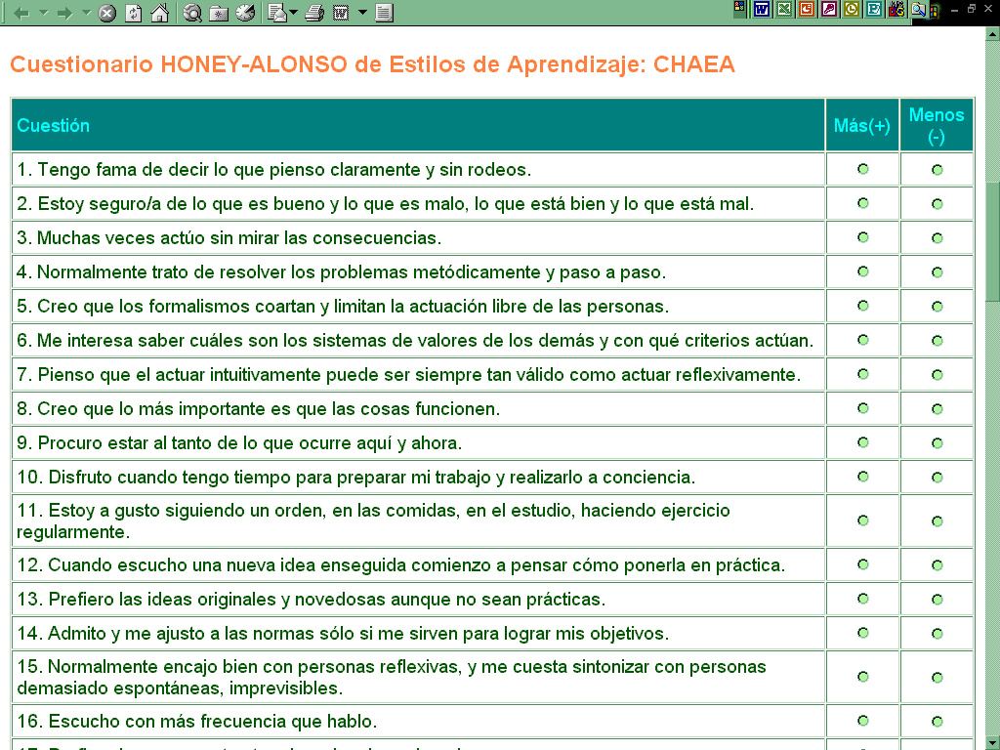 Cuestionario HONEY-ALONSO de Estilos de Aprendizaje: CHAEA
Cuestión Más(+) Menos
(-)
1. Tengo fama de decir lo que pienso claramente y sin rodeos.
2. Estoy seguro/a de lo que es bueno y lo que es malo, lo que está bien y lo que está mal.
3. Muchas veces actúo sin mirar las consecuencias.
4. Normalmente trato de resolver los problemas metódicamente y paso a paso.
5. Creo que los formalismos coartan y limitan la actuación libre de las personas.
6. Me interesa saber cuáles son los sistemas de valores de los demás y con qué criterios actúan.
7. Pienso que el actuar intuitivamente puede ser siempre tan válido como actuar reflexivamente.
8. Creo que lo más importante es que las cosas funcionen.
9. Procuro estar al tanto de lo que ocurre aquí y ahora.
10. Disfruto cuando tengo tiempo para preparar mi trabajo y realizarlo a conciencia.
11. Estoy a gusto siguiendo un orden, en las comidas, en el estudio, haciendo ejercicio
regularmente.
12. Cuando escucho una nueva idea enseguida comienzo a pensar cómo ponerla en práctica.
13. Prefiero las ideas originales y novedosas aunque no sean prácticas.
14. Admito y me ajusto a las normas sólo si me sirven para lograr mis objetivos.
15. Normalmente encajo bien con personas reflexivas, y me cuesta sintonizar con personas
demasiado espontáneas, imprevisibles.
16. Escucho con más frecuencia que hablo.